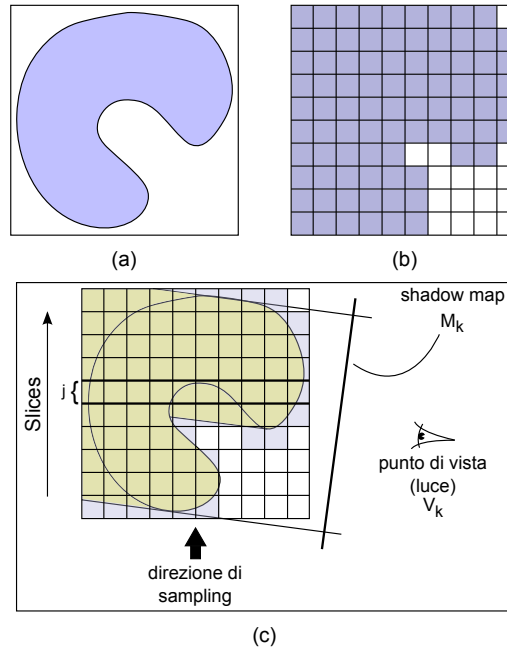 (a)
(b)
shadow map
M_k
Slices
j {
punto di vista
(luce)
V_k
direzione di
sampling
(c)